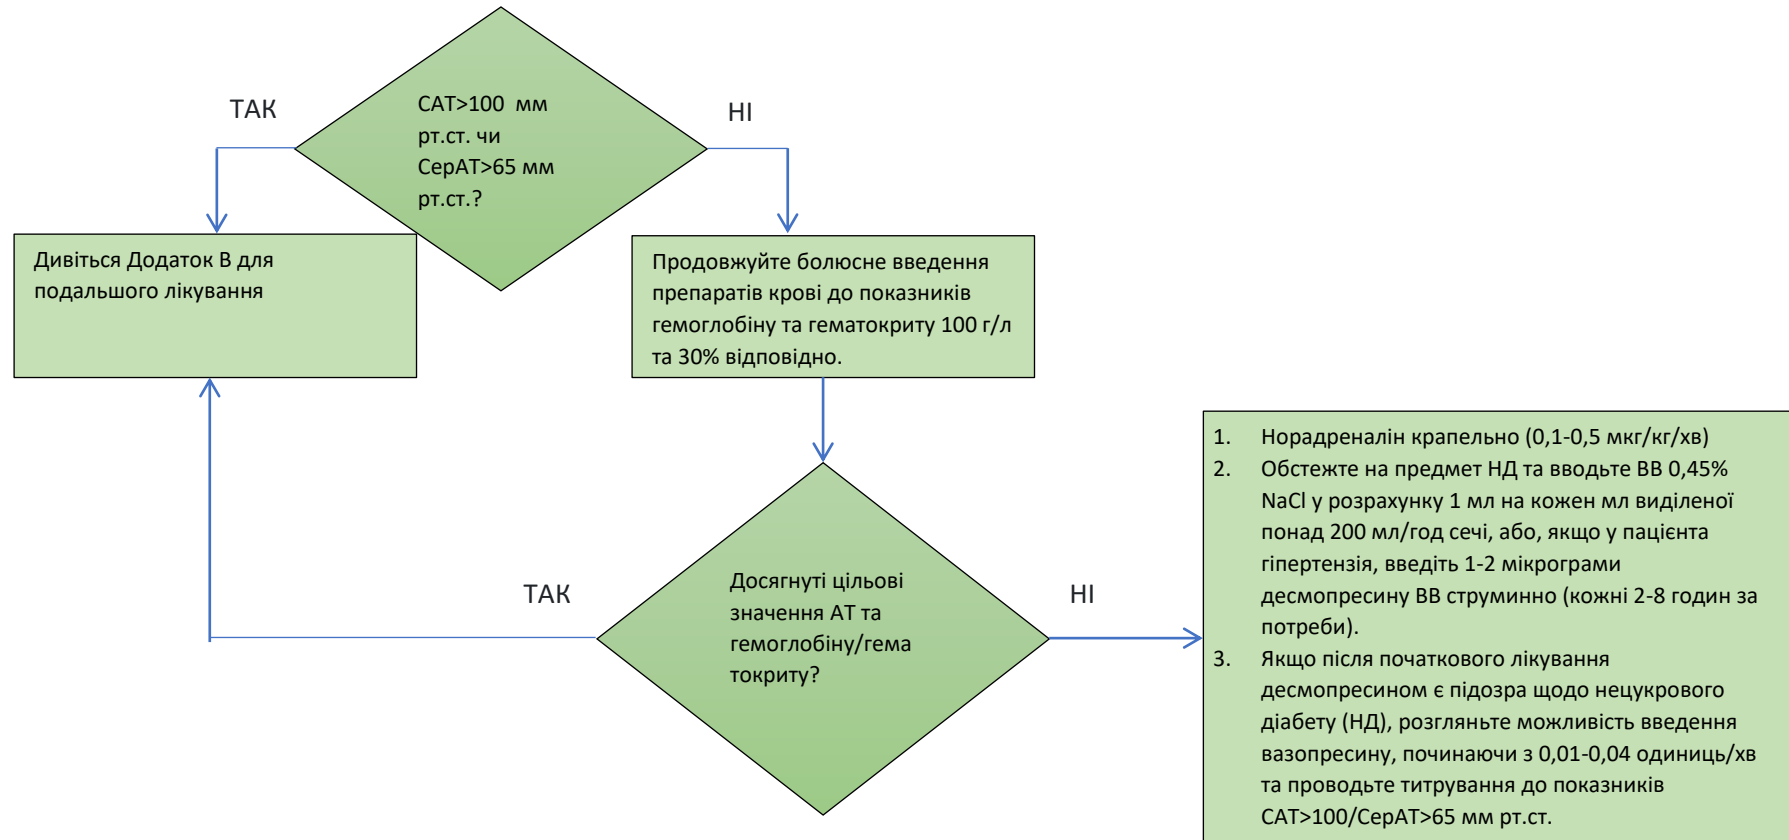 ТАК
САТ>100 мм
рт.ст. чи
СерАТ>65 мм
рт.ст.?
НІ
Дивіться Додаток В для
подальшого лікування
Продовжуйте болюсне введення
препаратів крові до показників
гемоглобіну та гематокриту 100 г/л
та 30% відповідно.
ТАК
Досягнуті цільові
значення АТ та
гемоглобіну/гема
токриту?
НІ
1. Норадреналін крапельно (0,1-0,5 мкг/кг/хв)
2. Обстежте на предмет НД та вводьте ВВ 0,45%
NaCl у розрахунку 1 мл на кожен мл виділеної
понад 200 мл/год сечі, або, якщо у пацієнта
гіпертензія, введіть 1-2 мікрограми
десмопресину ВВ струминно (кожні 2-8 годин за
потреби).
3. Якщо після початкового лікування
десмопресином є підозра щодо нецукрового
діабету (НД), розгляньте можливість введення
вазопресину, починаючи з 0,01-0,04 одиниць/хв
та проводьте титрування до показників
САТ>100/СерАТ>65 мм рт.ст.